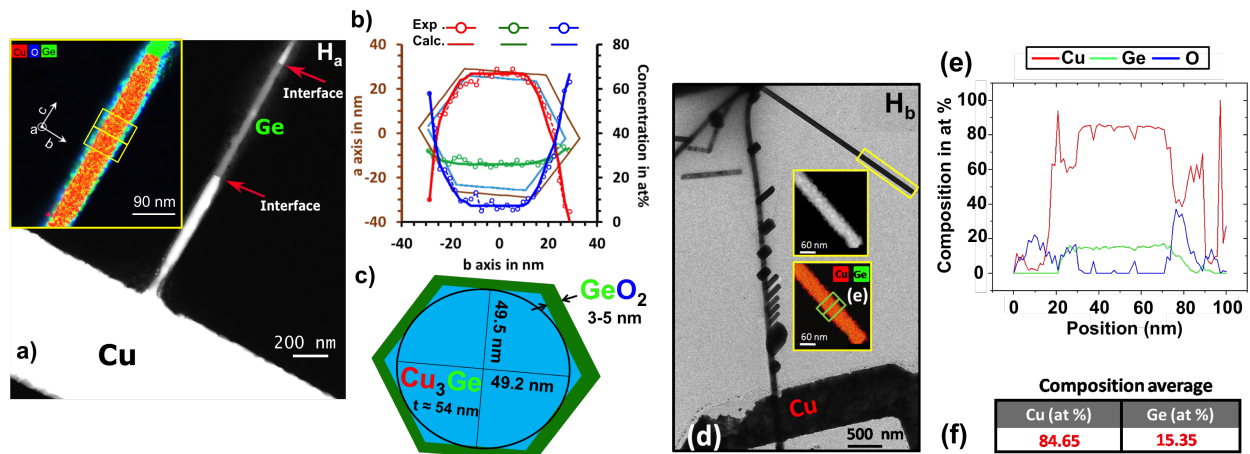 a)
Cu O Ge
c
a
b
90 nm
Ha
Interface
Ge
Interface
Cu
200 nm
b)
Exp .
Calc.
a axis in nm
40
30
20
10
0
-10
-20
-30
-40
Concentration in at%
80
60
40
20
0
-40 -20 0 20 40
b axis in nm
c)
GeO2
3-5 nm
49.5 nm
49.2 nm
Cu3Ge
t ≈ 54 nm
Hb
60 nm
Cu Ge
(e)
60 nm
Cu
(d)
500 nm
(e)
Cu Ge O
Composition in at %
100
80
60
40
20
0
0 20 40 60 80 100
Position (nm)
(f)
Composition average
Cu (at %) Ge (at %)
84.65 15.35